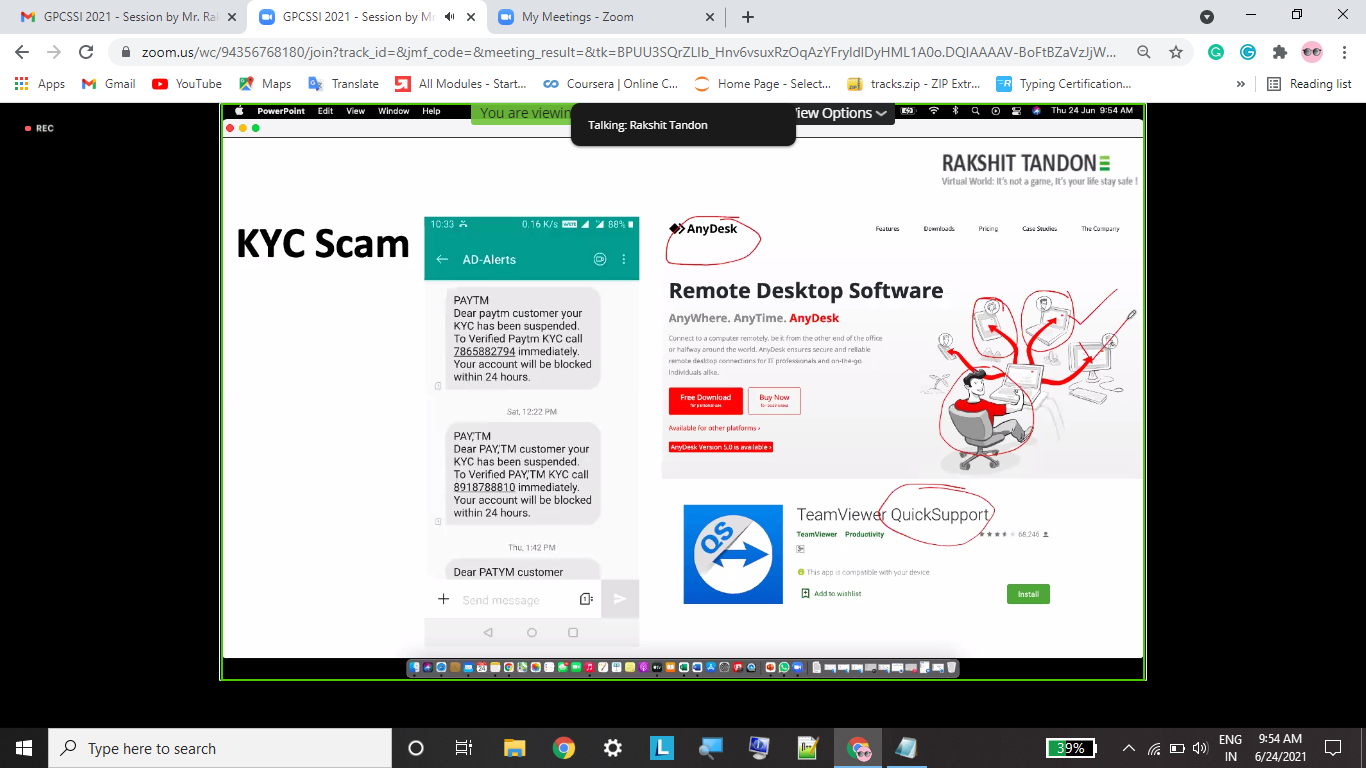 GPCSSI 2021 - Session by Mr. Ra
GPCSSI 2021 - Session by Mr
My Meetings - Zoom
zoom.us/wc/94356768180/join?track_id=&jmf_code=&meeting_result=&tk=
Apps
Gmail
YouTube
Maps
Translate
All Modules - Start...
Coursera | Online C...
Home Page - Select...
tracks.zip - ZIP Extr...
Typing Certification...
»
Reading list
REC
PowerPoint Edit View Window Help
You are viewin
iew Options
Thu 24 Jun 9:54 AM
Talking: Rakshit Tandon
RAKSHIT TANDON
Virtual World: It's not a game, It's your life stay safe !
KYC Scam
10:33
0.16 K/s
88%
AD-Alerts
PAYTM
Dear paytm customer your
KYC has been suspended.
To Verified Paytm KYC call
7865882794 immediately.
Your account will be blocked
within 24 hours.
Sat, 12:22 PM
PAY,TM
Dear PAY,TM customer your
KYC has been suspended.
To Verified PAY,TM KYC call
8918788810 immediately.
Your account will be blocked
within 24 hours.
Thu, 1:42 PM
Dear PATYM customer
Send message
AnyDesk
Features
Downloads
Pricing
Case Studies
The Company
Remote Desktop Software
AnyWhere. AnyTime. AnyDesk
Connect to a computer remotely, be it from the other end of the office
or halfway around the world. AnyDesk ensures secure and reliable
remote desktop connections for IT professionals and on-the-go
individuals alike.
Free Download
for personal use
Buy Now
for businesses
Available for other platforms ›
AnyDesk Version 5.0 is available ›
QS
TeamViewer QuickSupport
TeamViewer Productivity
68,246
This app is compatible with your device
Add to wishlist
Install
Type here to search
L
39%
ENG
IN
9:54 AM
6/24/2021